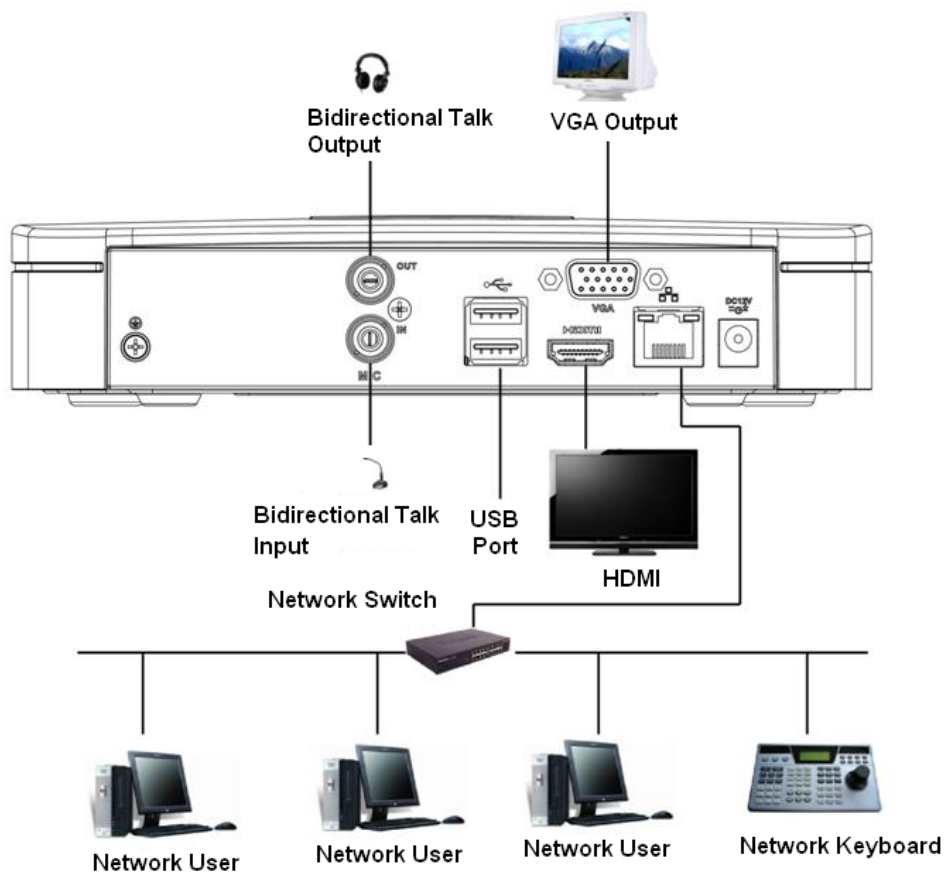 Bidirectional Talk
Output
VGA Output
OUT
IN
MIC
VGA
HDMI
DC12V
Bidirectional Talk
Input
USB
Port
HDMI
Network Switch
Network User
Network User
Network User
Network Keyboard